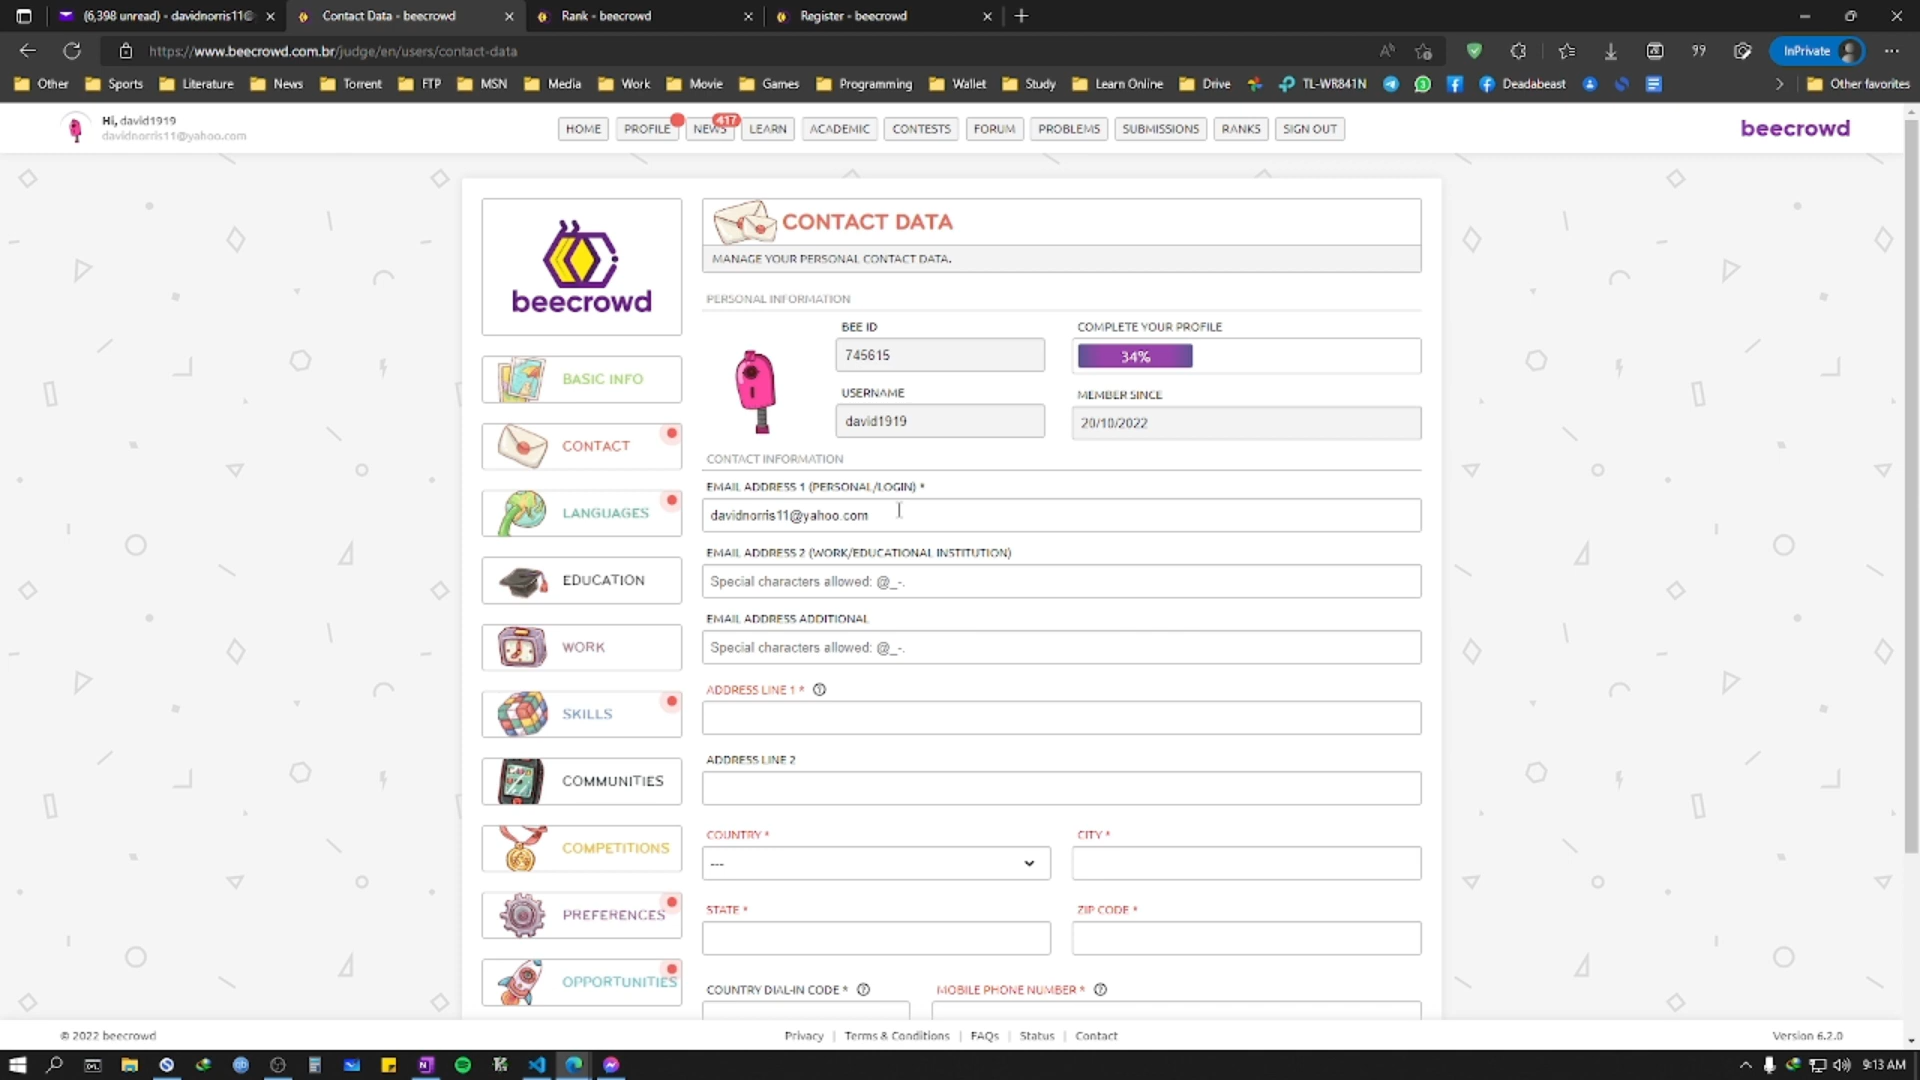 (6,398 unread) - davidnorris11@
Contact Data - beecrowd
Rank - beecrowd
Register - beecrowd
https://www.beecrowd.com.br/judge/en/users/contact-data
InPrivate
Other
Sports
Literature
News
Torrent
FTP
MSN
Media
Work
Movie
Games
Programming
Wallet
Study
Learn Online
Drive
TL-WR841N
Deadabeast
Other favorites
Hi, david1919
davidnorris11@yahoo.com
HOME
PROFILE
NEWS
417
LEARN
ACADEMIC
CONTESTS
FORUM
PROBLEMS
SUBMISSIONS
RANKS
SIGN OUT
beecrowd
beecrowd
BASIC INFO
CONTACT
LANGUAGES
EDUCATION
WORK
SKILLS
COMMUNITIES
COMPETITIONS
PREFERENCES
OPPORTUNITIES
CONTACT DATA
MANAGE YOUR PERSONAL CONTACT DATA.
PERSONAL INFORMATION
BEE ID
745615
COMPLETE YOUR PROFILE
34%
USERNAME
david1919
MEMBER SINCE
20/10/2022
CONTACT INFORMATION
EMAIL ADDRESS 1 (PERSONAL/LOGIN) *
davidnorris11@yahoo.com
EMAIL ADDRESS 2 (WORK/EDUCATIONAL INSTITUTION)
Special characters allowed: @_-.
EMAIL ADDRESS ADDITIONAL
Special characters allowed: @_-.
ADDRESS LINE 1 *
ADDRESS LINE 2
COUNTRY *
---
CITY *
STATE *
ZIP CODE *
COUNTRY DIAL-IN CODE *
MOBILE PHONE NUMBER *
© 2022 beecrowd
Privacy | Terms & Conditions | FAQs | Status | Contact
Version 6.2.0
9:13 AM